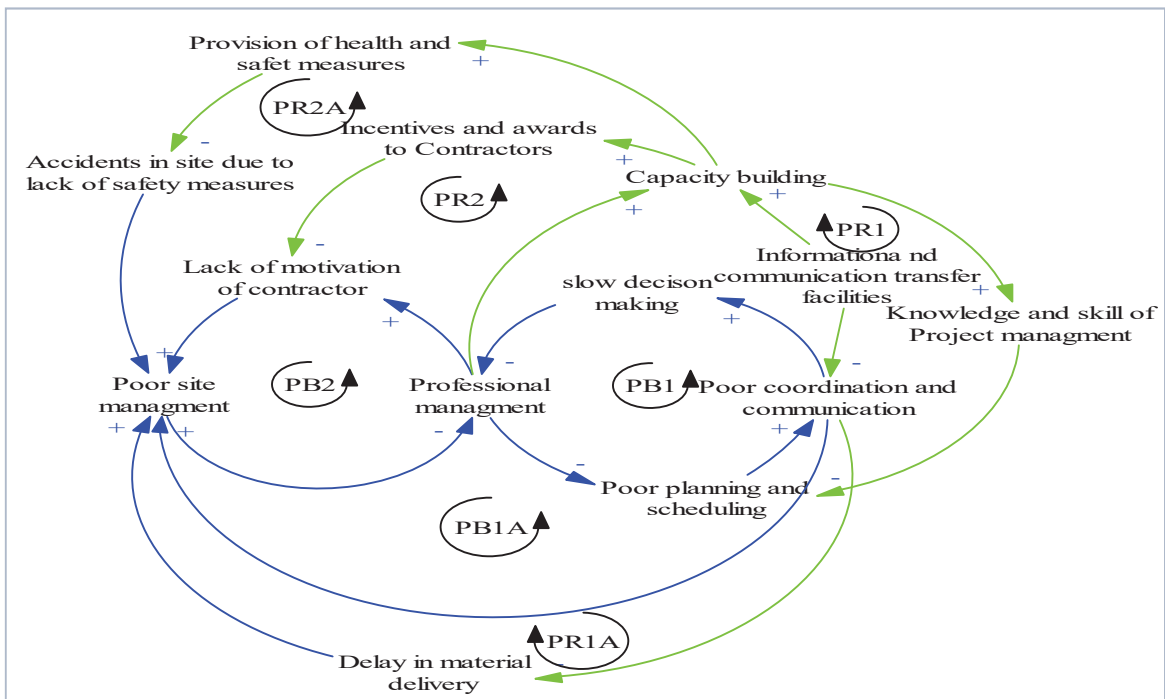 Provision of health and
safet measures
+
PR2A
-
Incentives and awards
to Contractors
+
Accidents in site due to
lack of safety measures
Capacity building
+
+
PR2
PR1
-
Lack of motivation
of contractor
+
slow decison
making
+
-
Informationa nd
communication transfer
facilities
+
Knowledge and skill of
Project managment
-
+
Poor site
managment
+
+
PB2
Professional
managment
-
PB1
Poor coordination and
communication
+
-
-
Poor planning and
scheduling
PB1A
PR1A
Delay in material
delivery